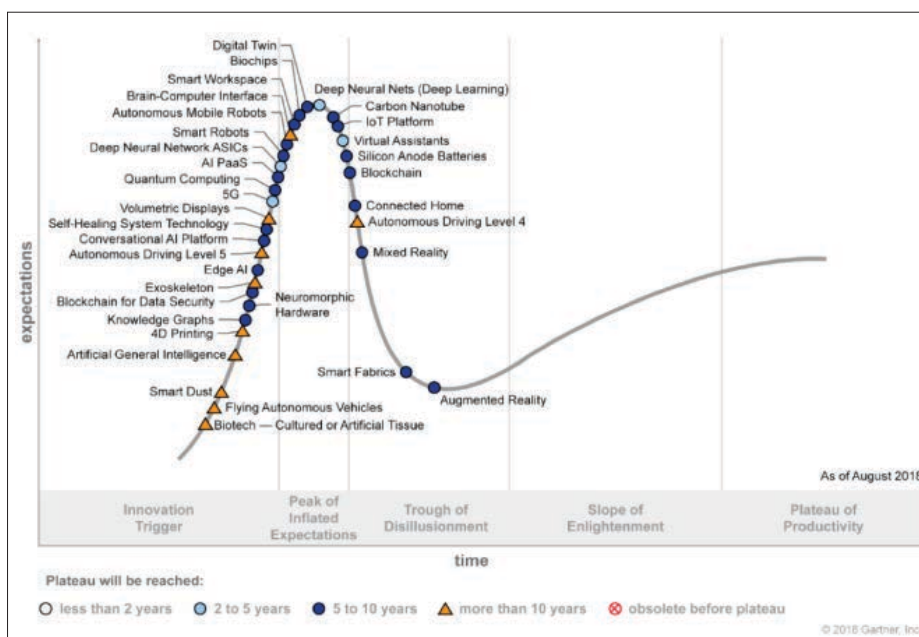 Digital Twin
Biochips
Smart Workspace
Brain-Computer Interface
Autonomous Mobile Robots
Smart Robots
Deep Neural Network ASICs
AI PaaS
Quantum Computing
5G
Volumetric Displays
Self-Healing System Technology
Conversational AI Platform
Autonomous Driving Level 5
Edge AI
Exoskeleton
Blockchain for Data Security
Neuromorphic
Hardware
Knowledge Graphs
4D Printing
Artificial General Intelligence
Smart Dust
Flying Autonomous Vehicles
Biotech — Cultured or Artificial Tissue
Deep Neural Nets (Deep Learning)
Carbon Nanotube
IoT Platform
Virtual Assistants
Silicon Anode Batteries
Blockchain
Connected Home
Autonomous Driving Level 4
Mixed Reality
Smart Fabrics
Augmented Reality
expectations
As of August 2018
Innovation
Trigger
Peak of
Inflated
Expectations
Trough of
Disillusionment
Slope of
Enlightenment
Plateau of
Productivity
time
Plateau will be reached:
less than 2 years
2 to 5 years
5 to 10 years
more than 10 years
obsolete before plateau
© 2018 Gartner, Inc